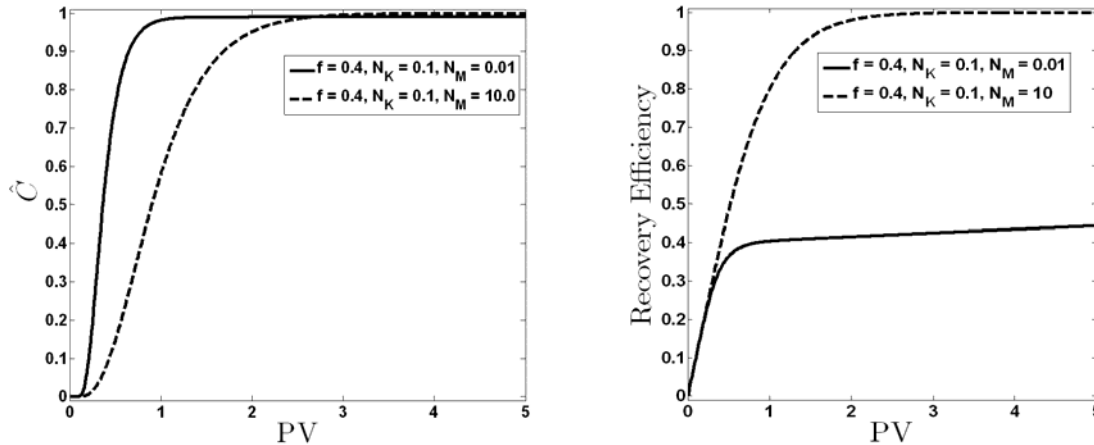 1
0.9
0.8
0.7
0.6
0.5
0.4
0.3
0.2
0.1
0
Ĉ
f = 0.4, N_K = 0.1, N_M = 0.01
f = 0.4, N_K = 0.1, N_M = 10.0
0 1 2 3 4 5
PV
1
0.9
0.8
0.7
0.6
0.5
0.4
0.3
0.2
0.1
0
Recovery Efficiency
f = 0.4, N_K = 0.1, N_M = 0.01
f = 0.4, N_K = 0.1, N_M = 10
0 1 2 3 4 5
PV